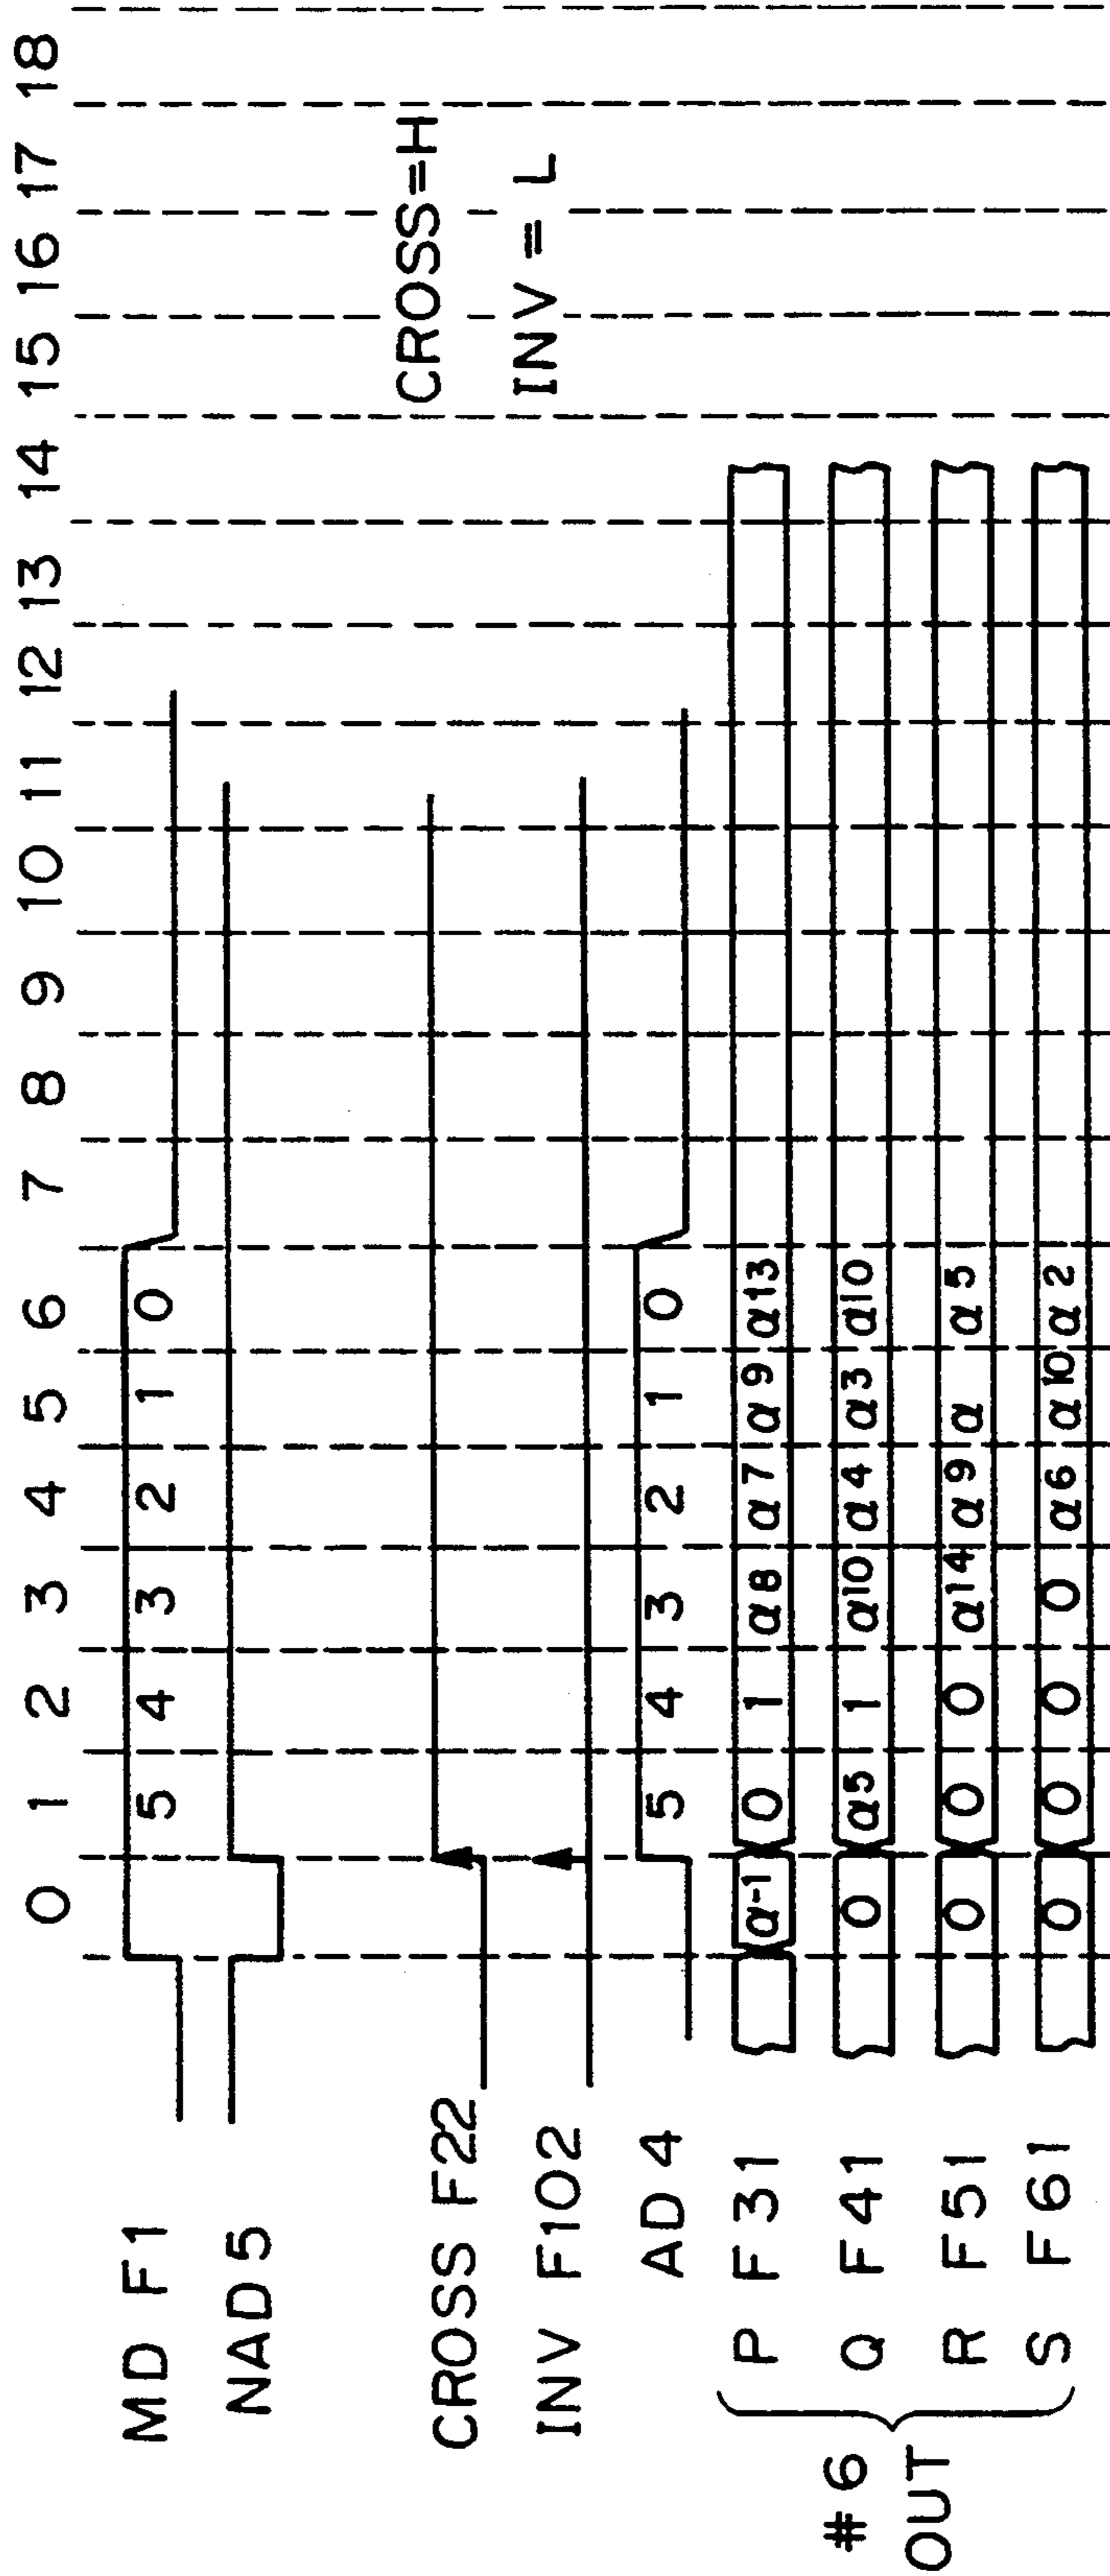 0 1 2 3 4 5 6 7 8 9 10 11 12 13 14 15 16 17 18
MD F1 5 4 3 2 1 0
NAD5
CROSS F22
CROSS=H
INV F102
INV = L
AD4 5 4 3 2 1 0
#6 OUT
P F31 α-1 0 1 α8 α7 α9 α13
Q F41 0 α5 1 α10 α4 α3 α10
R F51 0 0 0 α14 α9 α α5
S F61 0 0 0 0 α6 α10 α2